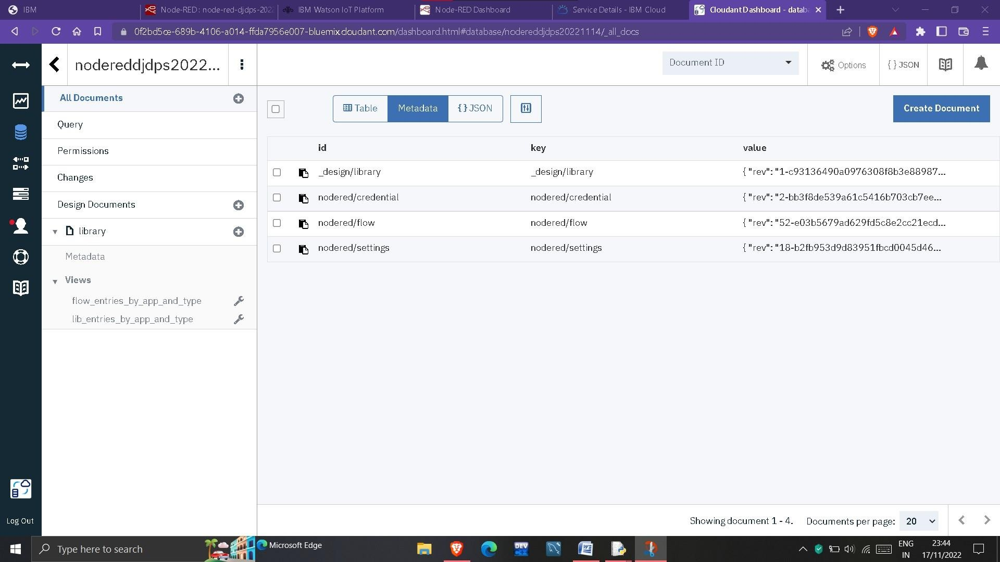 IBM
Node-RED : node-red-djdps-202
IBM Watson IoT Platform
Node-RED Dashboard
Service Details - IBM Cloud
Cloudant Dashboard - datab
0f2bd5ce-689b-4106-a014-ffda7956e007-bluemix.cloudant.com/dashboard.html#database/nodereddjdps20221114/_all_docs
nodereddjdps2022...
Document ID
Options
{ } JSON
All Documents
Query
Permissions
Changes
Design Documents
library
Metadata
Views
flow_entries_by_app_and_type
lib_entries_by_app_and_type
Log Out
Table
Metadata
{ } JSON
Create Document
id key value
_design/library _design/library { "rev": "1-c93136490a0976308f8b3e88987...
nodered/credential nodered/credential { "rev": "2-bb3f8de539a61c5416b703cb7ee...
nodered/flow nodered/flow { "rev": "52-e03b5679ad629fd5c8e2cc21ecd...
nodered/settings nodered/settings { "rev": "18-b2fb953d9d83951fbcd0045d46...
Showing document 1 - 4. Documents per page: 20
Type here to search
Microsoft Edge
DEV
ENG
IN
23:44
17/11/2022